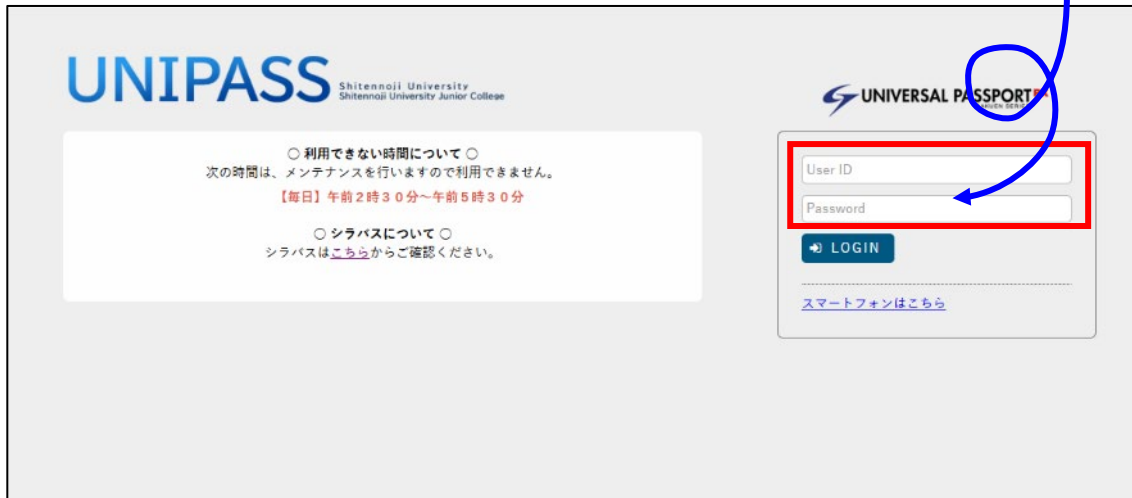 UNIPASS
Shitennoji University
Shitennoji University Junior College
○ 利用できない時間について ○
次の時間は、メンテナンスを行いますので利用できません。
【毎日】午前２時３０分～午前５時３０分
○ シラバスについて ○
シラバスはこちらからご確認ください。
UNIVERSAL PASSPORT
User ID
Password
LOGIN
スマートフォンはこちら